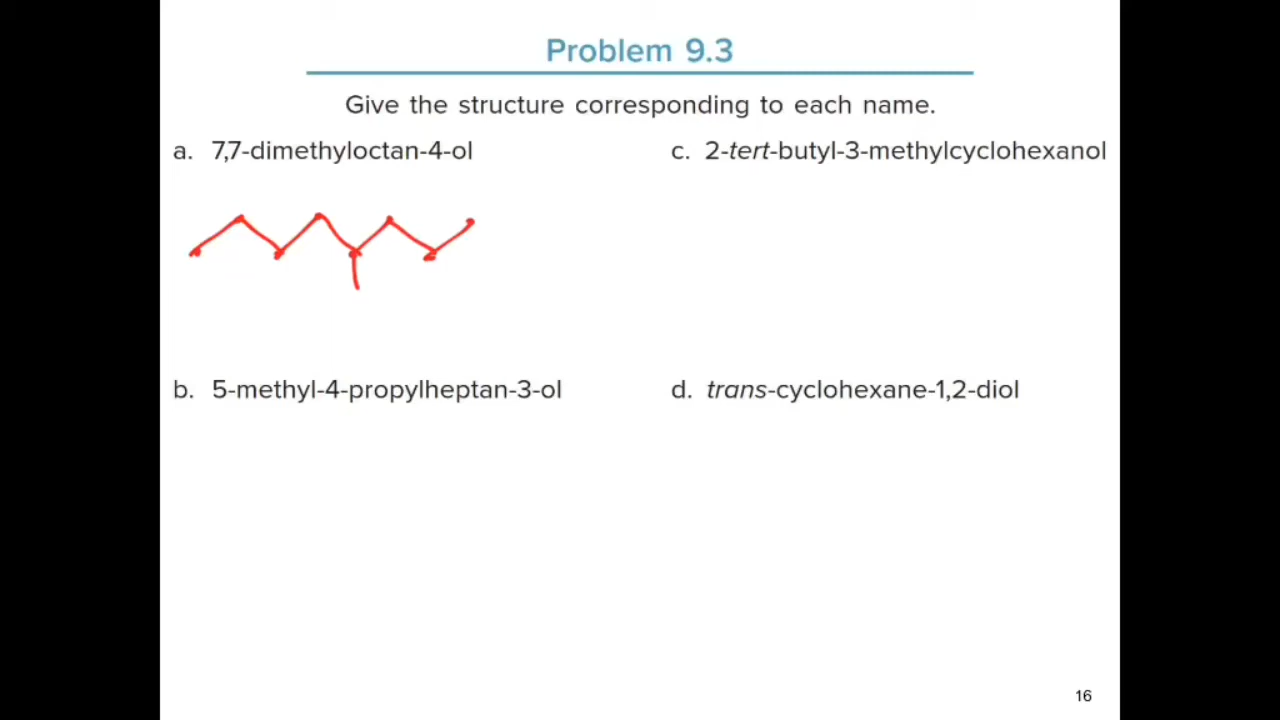 Problem 9.3
Give the structure corresponding to each name.
a. 7,7-dimethyloctan-4-ol
c. 2-tert-butyl-3-methylcyclohexanol
b. 5-methyl-4-propylheptan-3-ol
d. trans-cyclohexane-1,2-diol
16